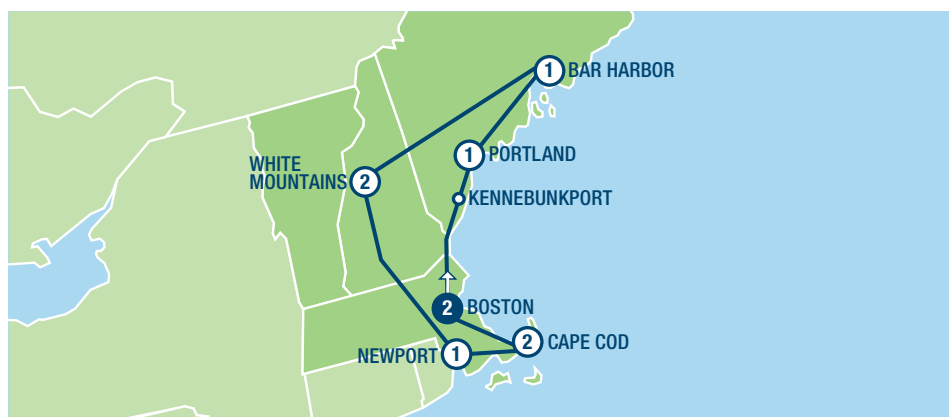 1 BAR HARBOR
1 PORTLAND
WHITE
MOUNTAINS 2
KENNEBUNKPORT
2 BOSTON
2 CAPE COD
NEWPORT 1